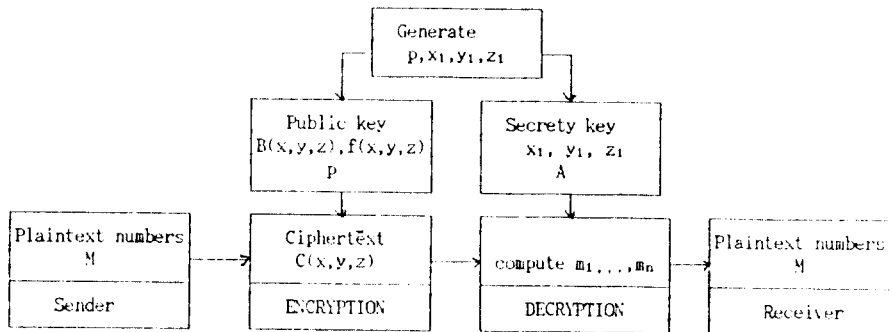 Generate
p,x₁,y₁,z₁
Public key
B(x,y,z),f(x,y,z)
p
Secrety key
x₁, y₁, z₁
A
Plaintext numbers
M
Sender
Ciphertext
C(x,y,z)
ENCRYPTION
compute m₁,..,mₙ
DECRYPTION
Plaintext numbers
M
Receiver